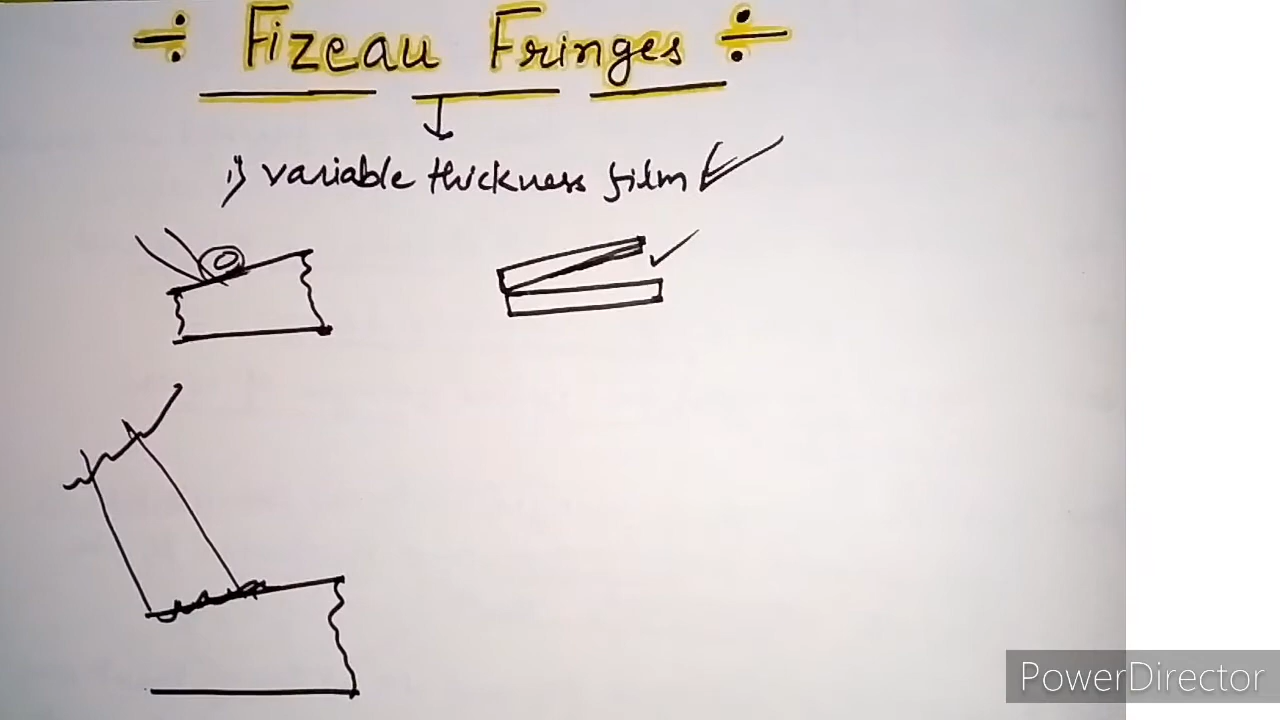 ÷ Fizeau Fringes ÷
i) variable thickness film
PowerDirector